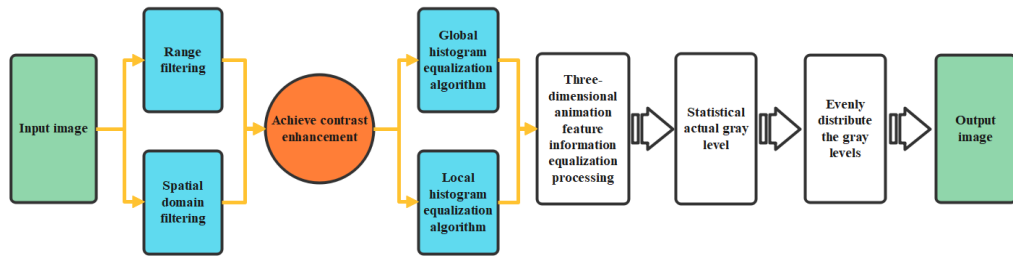 Input image
Range
filtering
Spatial
domain
filtering
Achieve contrast
enhancement
Global
histogram
equalization
algorithm
Local
histogram
equalization
algorithm
Three-
dimensional
animation
feature
information
equalization
processing
Statistical
actual gray
level
Evenly
distribute
the gray
levels
Output
image